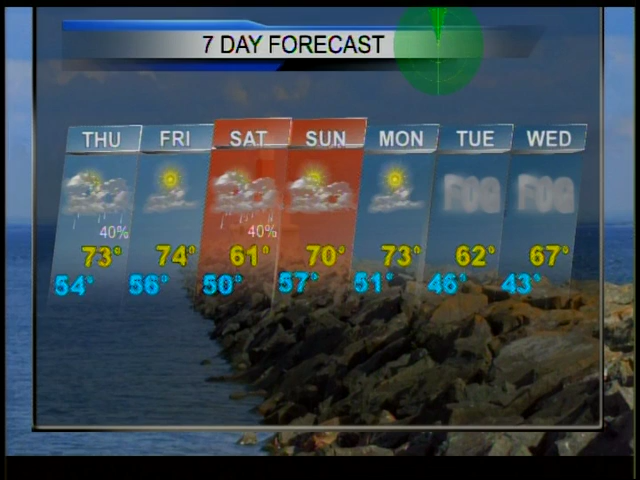 7 DAY FORECAST
THU FRI SAT SUN MON TUE WED
FOG FOG
40% 40%
73° 74° 61° 70° 73° 62° 67°
54° 56° 50° 57° 51° 46° 43°